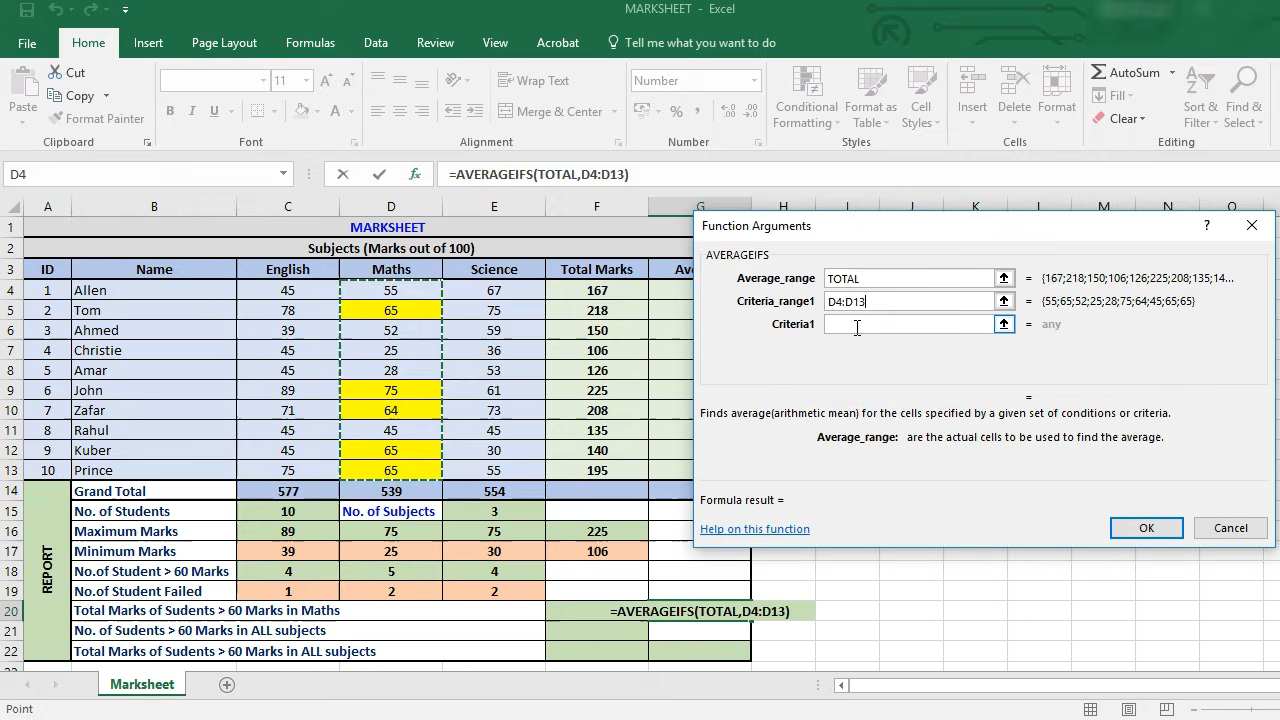 MARKSHEET - Excel
File Home Insert Page Layout Formulas Data Review View Acrobat Tell me what you want to do
Paste
Cut
Copy
Format Painter
11
Wrap Text
Merge & Center
Number
Conditional Formatting
Format as Table
Cell Styles
Insert
Delete
Format
AutoSum
Fill
Clear
Sort & Filter
Find & Select
Clipboard Font Alignment Number Styles Cells Editing
D4 =AVERAGEIFS(TOTAL,D4:D13)
A B C D E F G H I J K L M N O P
1 MARKSHEET
2 Subjects (Marks out of 100)
3 ID Name English Maths Science Total Marks
4 1 Allen 45 55 67 167
5 2 Tom 78 65 75 218
6 3 Ahmed 39 52 59 150
7 4 Christie 45 25 36 106
8 5 Amar 45 28 53 126
9 6 John 89 75 61 225
10 7 Zafar 71 64 73 208
11 8 Rahul 45 45 45 135
12 9 Kuber 45 65 30 140
13 10 Prince 75 65 55 195
14 Grand Total 577 539 554
15 No. of Students 10 No. of Subjects 3
16 Maximum Marks 89 75 75 225
17 Minimum Marks 39 25 30 106
18 No.of Student > 60 Marks 4 5 4
19 No.of Student Failed 1 2 2
20 Total Marks of Sudents > 60 Marks in Maths =AVERAGEIFS(TOTAL,D4:D13)
21 No. of Sudents > 60 Marks in ALL subjects
22 Total Marks of Sudents > 60 Marks in ALL subjects
REPORT
Function Arguments ?
AVERAGEIFS
Average_range TOTAL = {167;218;150;106;126;225;208;135;14...
Criteria_range1 D4:D13 = {55;65;52;25;28;75;64;45;65;65}
Criteria1 = any
=
Finds average(arithmetic mean) for the cells specified by a given set of conditions or criteria.
Average_range: are the actual cells to be used to find the average.
Formula result =
Help on this function
OK Cancel
Marksheet
Point